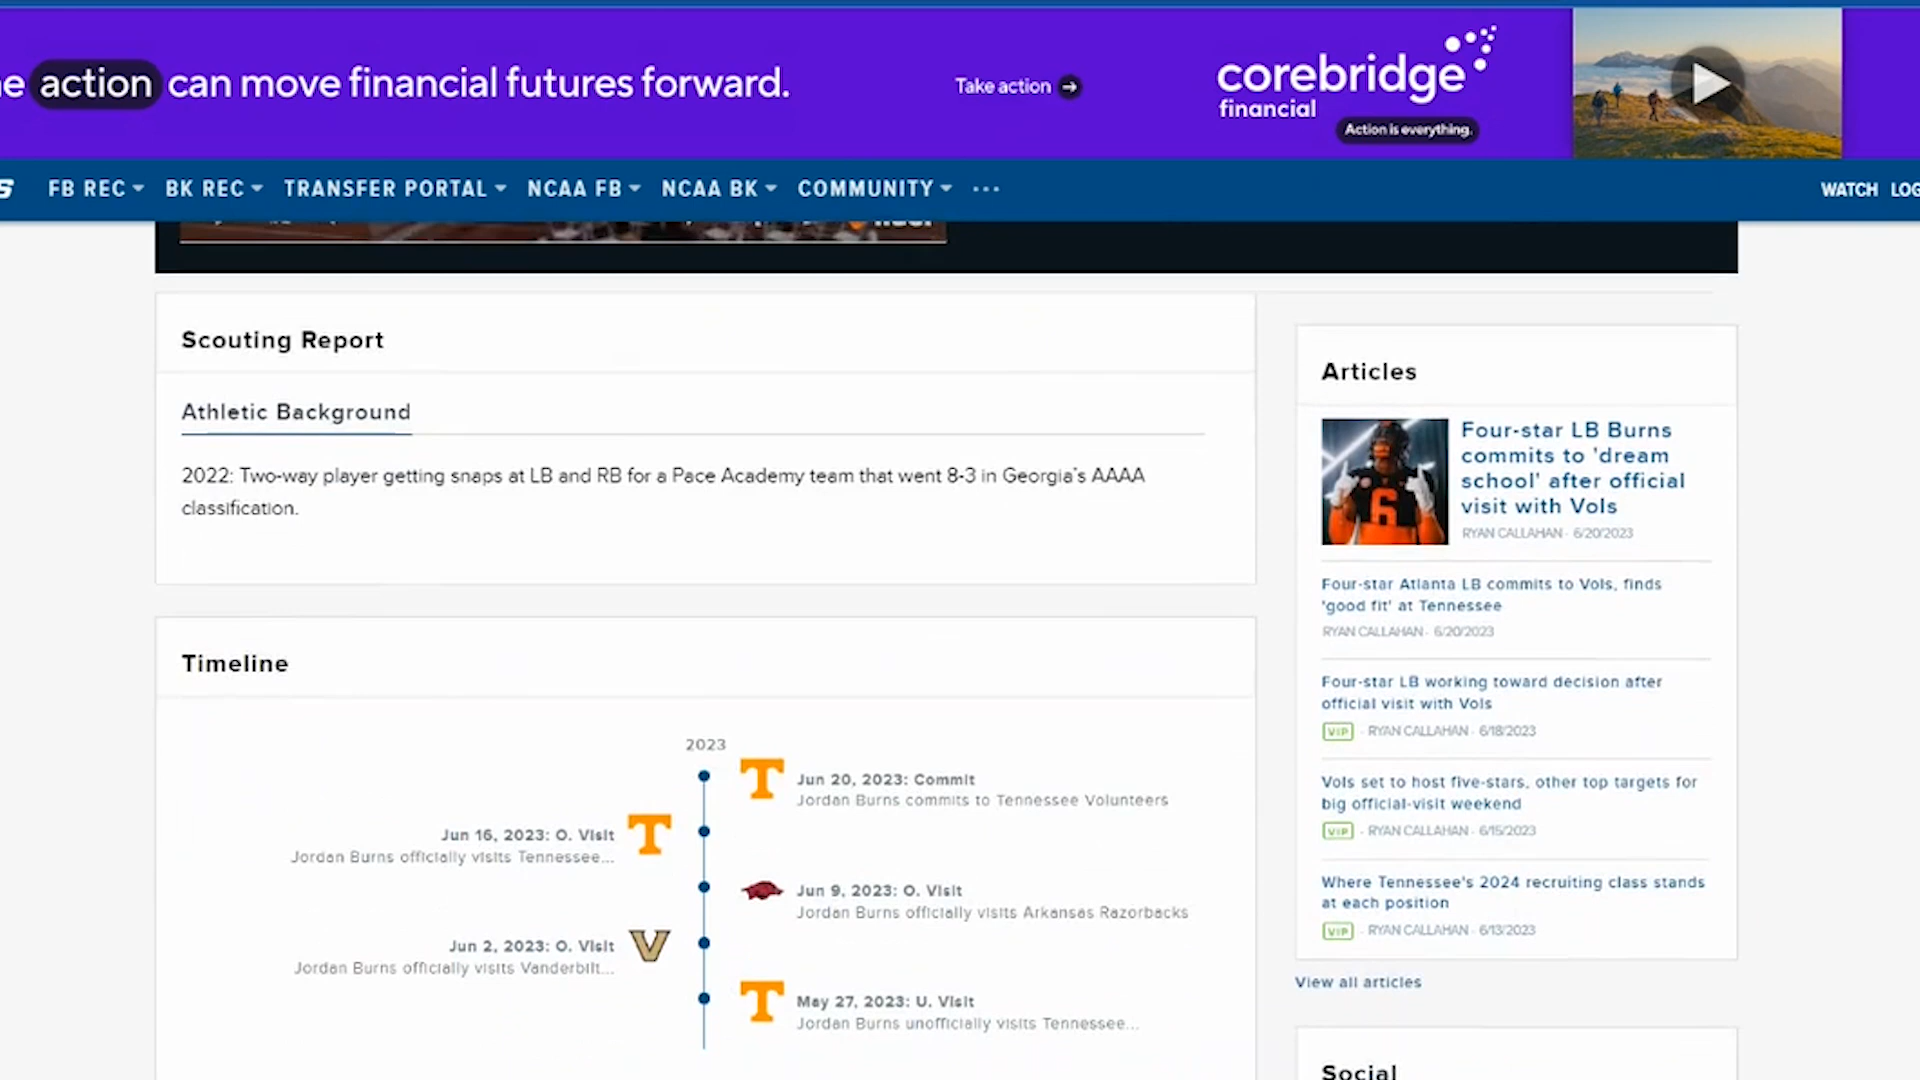 action can move financial futures forward.
Take action
corebridge
financial
Action is everything.
S FB REC BK REC TRANSFER PORTAL NCAA FB NCAA BK COMMUNITY ... WATCH LOG
Scouting Report
Athletic Background
2022: Two-way player getting snaps at LB and RB for a Pace Academy team that went 8-3 in Georgia's AAAA
classification.
Timeline
2023
Jun 20, 2023: Commit
Jordan Burns commits to Tennessee Volunteers
Jun 16, 2023: O. Visit
Jordan Burns officially visits Tennessee...
Jun 9, 2023: O. Visit
Jordan Burns officially visits Arkansas Razorbacks
Jun 2, 2023: O. Visit
Jordan Burns officially visits Vanderbilt...
May 27, 2023: U. Visit
Jordan Burns unofficially visits Tennessee...
Articles
Four-star LB Burns
commits to 'dream
school' after official
visit with Vols
RYAN CALLAHAN · 6/20/2023
Four-star Atlanta LB commits to Vols, finds
'good fit' at Tennessee
RYAN CALLAHAN · 6/20/2023
Four-star LB working toward decision after
official visit with Vols
VIP · RYAN CALLAHAN · 6/18/2023
Vols set to host five-stars, other top targets for
big official-visit weekend
VIP · RYAN CALLAHAN · 6/15/2023
Where Tennessee's 2024 recruiting class stands
at each position
VIP · RYAN CALLAHAN · 6/13/2023
View all articles
Social